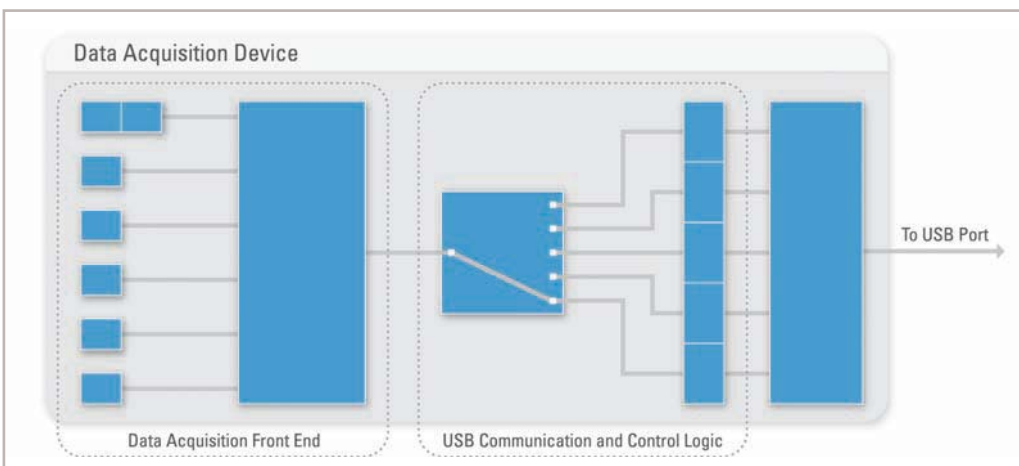 Data Acquisition Device
To USB Port
Data Acquisition Front End
USB Communication and Control Logic